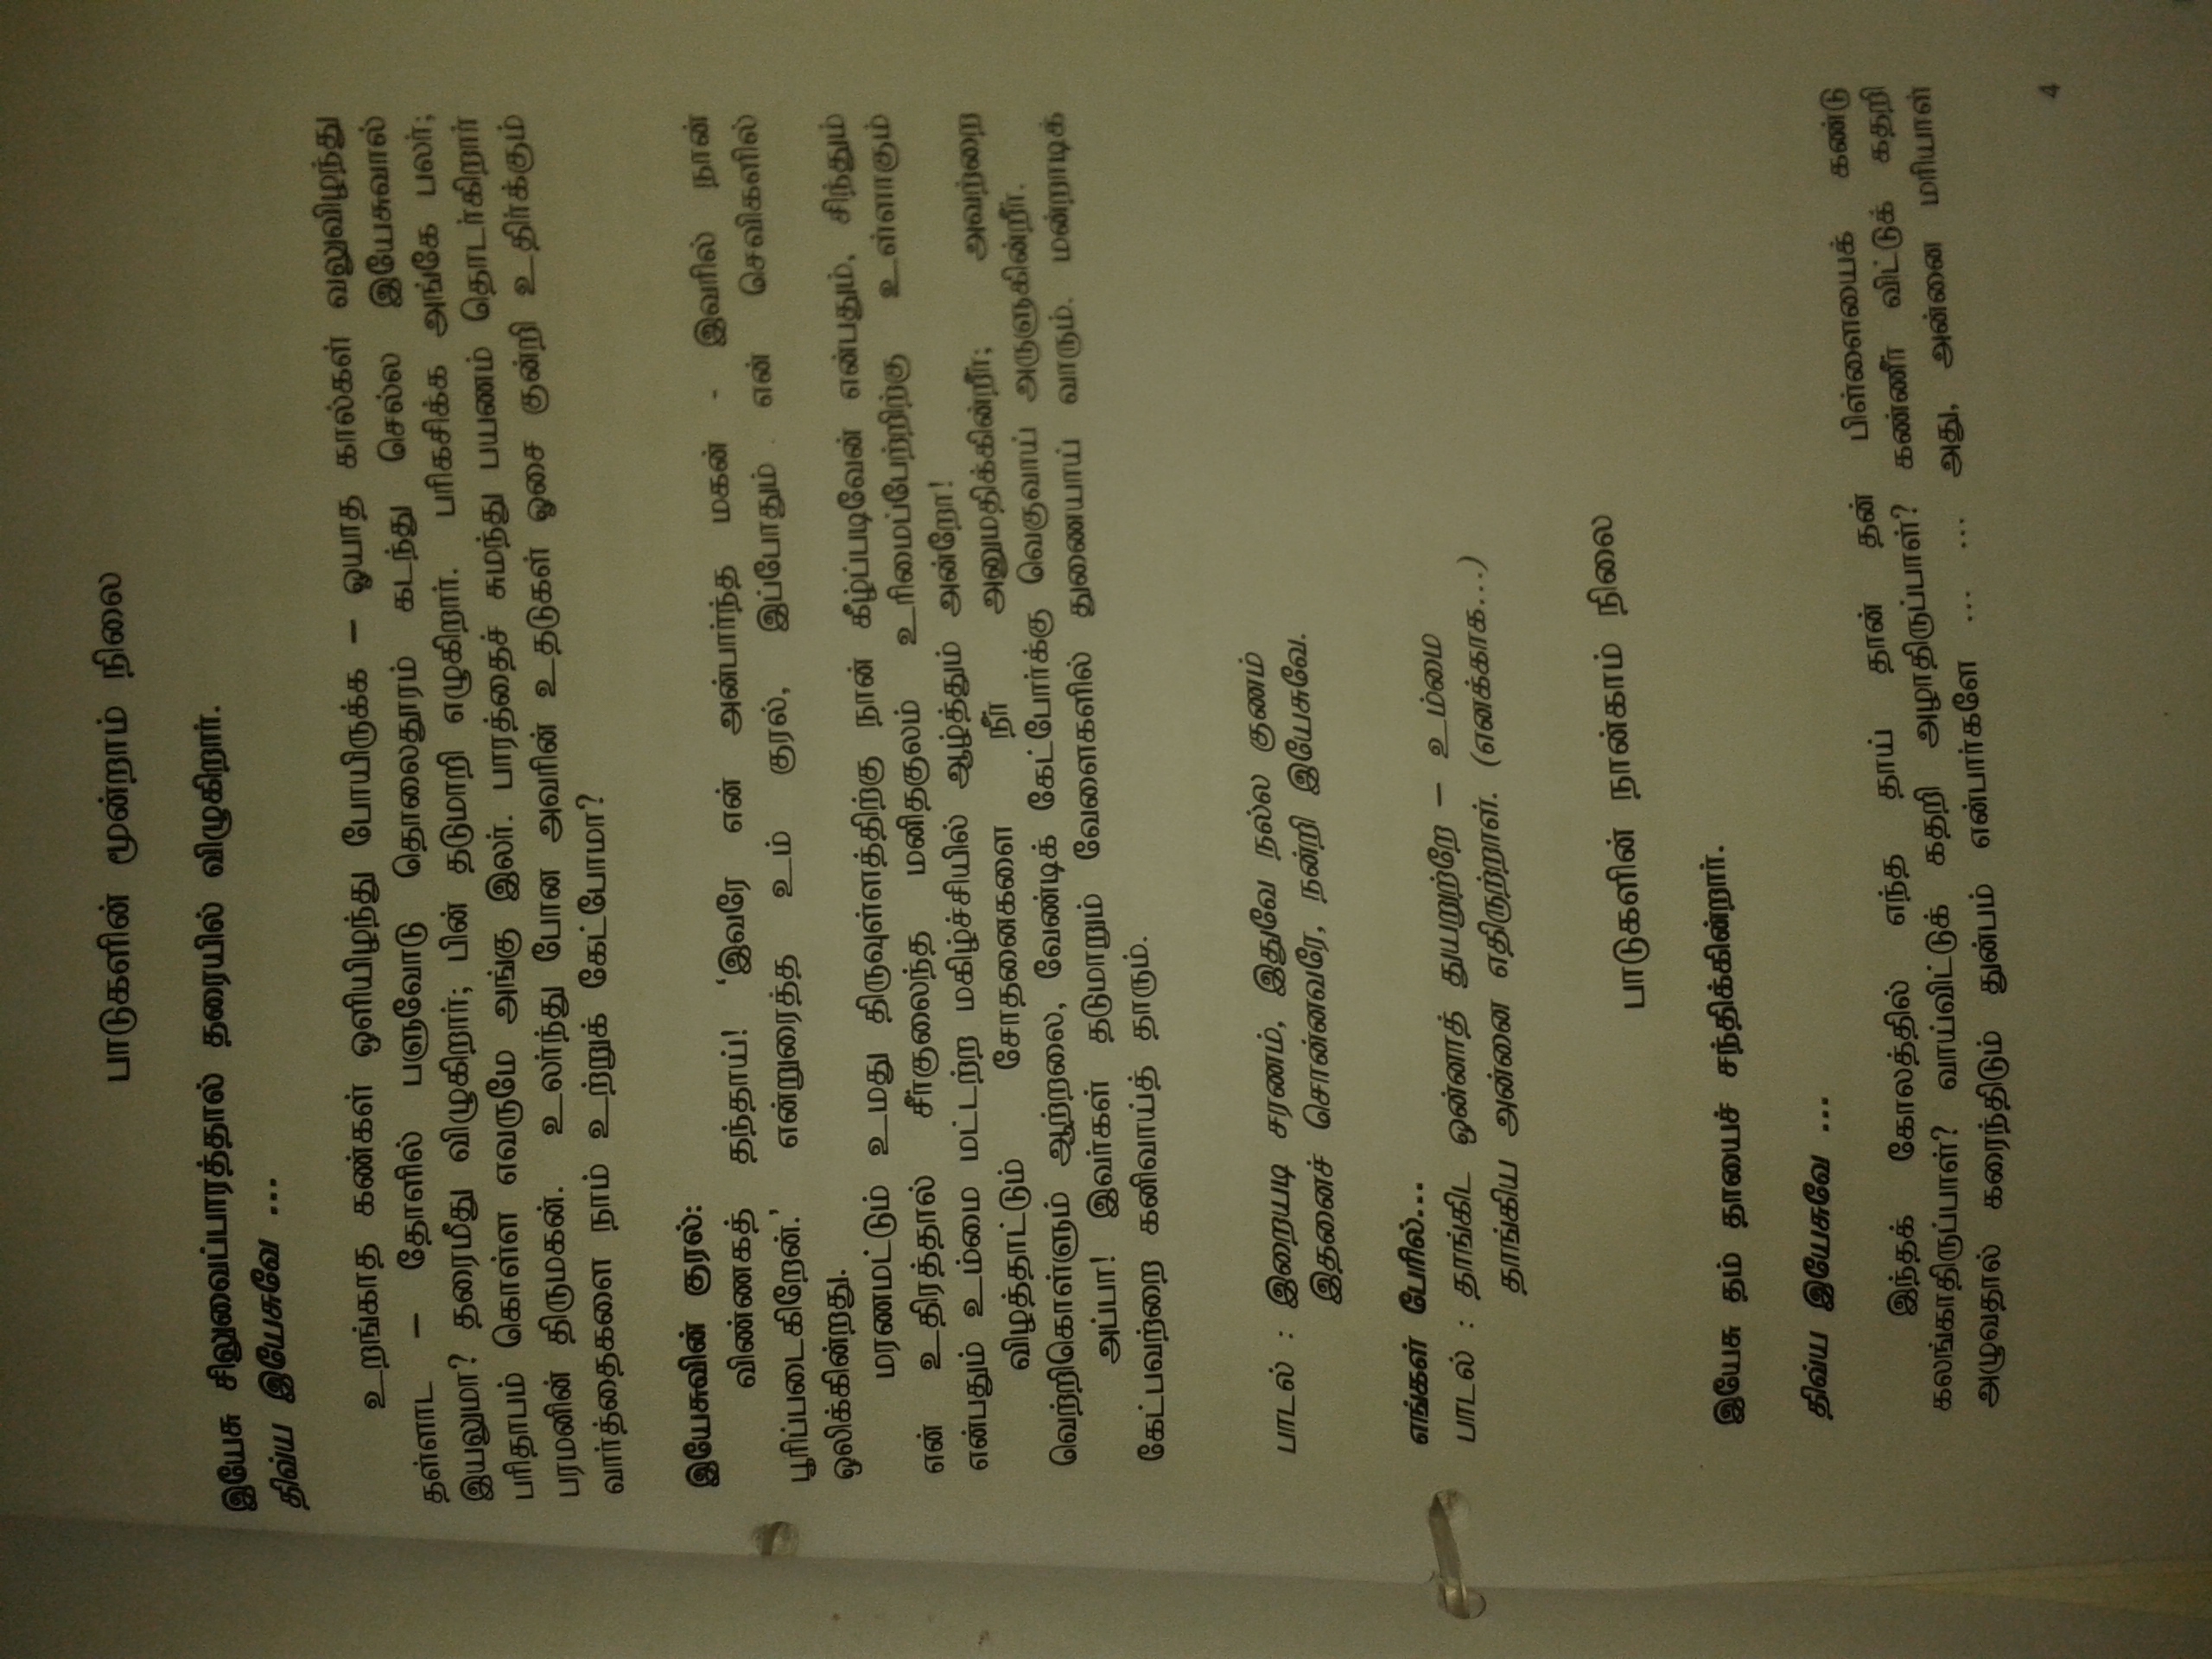 பாடுகளின் மூன்றாம் நிலை
இயேசு சிலுவைப்பாரத்தால் தரையில் விழுகிறார்.
திவ்ய இயேசுவே ...
உறங்காத கண்கள் ஒளியிழந்து போயிருக்க – ஓயாத கால்கள் வலுவிழந்து
தள்ளாட – தோளில் பளுவோடு தொலைதூரம் கடந்து செல்ல இயேசுவால்
இயலுமா? தரைமீது விழுகிறார்; பின் தடுமாறி எழுகிறார். பரிகசிக்க அங்கே பலர்;
பரிதாபம் கொள்ள எவருமே அங்கு இலர். பாரத்தைச் சுமந்து பயணம் தொடர்கிறார்
பரமனின் திருமகன். உலர்ந்து போன அவரின் உதடுகள் ஓசை குன்றி உதிர்க்கும்
வார்த்தைகளை நாம் உற்றுக் கேட்போமா?
இயேசுவின் குரல்:
விண்ணகத் தந்தாய்! ‘இவரே என் அன்பார்ந்த மகன் - இவரில் நான்
பூரிப்படைகிறேன்.’ என்றுரைத்த உம் குரல், இப்போதும் என் செவிகளில்
ஒலிக்கின்றது.
மரணமட்டும் உமது திருவுள்ளத்திற்கு நான் கீழ்ப்படிவேன் என்பதும், சிந்தும்
என் உதிரத்தால் சீர்குலைந்த மனிதகுலம் உரிமைப்பேற்றிற்கு உள்ளாகும்
என்பதும் உம்மை மட்டற்ற மகிழ்ச்சியில் ஆழ்த்தும் அன்றோ!
விழத்தாட்டும் சோதனைகளை நீர் அனுமதிக்கின்றீர்; அவற்றை
வெற்றிகொள்ளும் ஆற்றலை, வேண்டிக் கேட்போர்க்கு வெகுவாய் அருளுகின்றீர்.
அப்பா! இவர்கள் தடுமாறும் வேளைகளில் துணையாய் வாரும். மன்றாடிக்
கேட்பவற்றை கனிவாய்த் தாரும்.
பாடல் : இறையடி சரணம், இதுவே நல்ல குணம்
இதனைச் சொன்னவரே, நன்றி இயேசுவே.
எங்கள் பேரில்...
பாடல் : தாங்கிட ஒன்னாத் துயறுற்றே – உம்மை
தாங்கிய அன்னை எதிருற்றாள். (எனக்காக...)
பாடுகளின் நான்காம் நிலை
இயேசு தம் தாயைச் சந்திக்கின்றார்.
திவ்ய இயேசுவே ...
இந்தக் கோலத்தில் எந்த தாய் தான் தன் பிள்ளையைக் கண்டு
கலங்காதிருப்பாள்? வாய்விட்டுக் கதறி அழாதிருப்பாள்? கண்ணீர் விட்டுக் கதறி
அழுவதால் கரைந்திடும் துன்பம் என்பார்களே ... ... அது, அன்னை மரியாள்
4